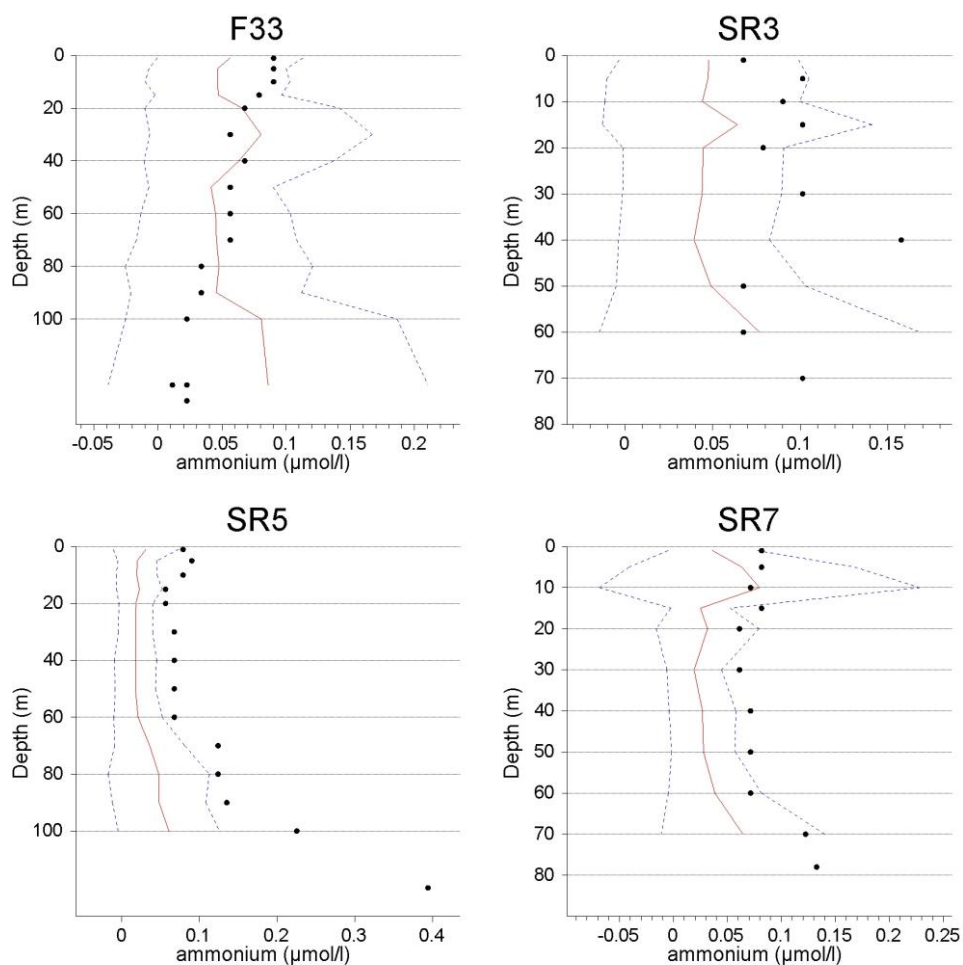 F33
0
20
40
60
80
100
Depth (m)
-0.05 0 0.05 0.1 0.15 0.2
ammonium (µmol/l)
SR3
0
10
20
30
40
50
60
70
80
Depth (m)
0 0.05 0.1 0.15
ammonium (µmol/l)
SR5
0
20
40
60
80
100
Depth (m)
0 0.1 0.2 0.3 0.4
ammonium (µmol/l)
SR7
0
10
20
30
40
50
60
70
80
Depth (m)
-0.05 0 0.05 0.1 0.15 0.2 0.25
ammonium (µmol/l)